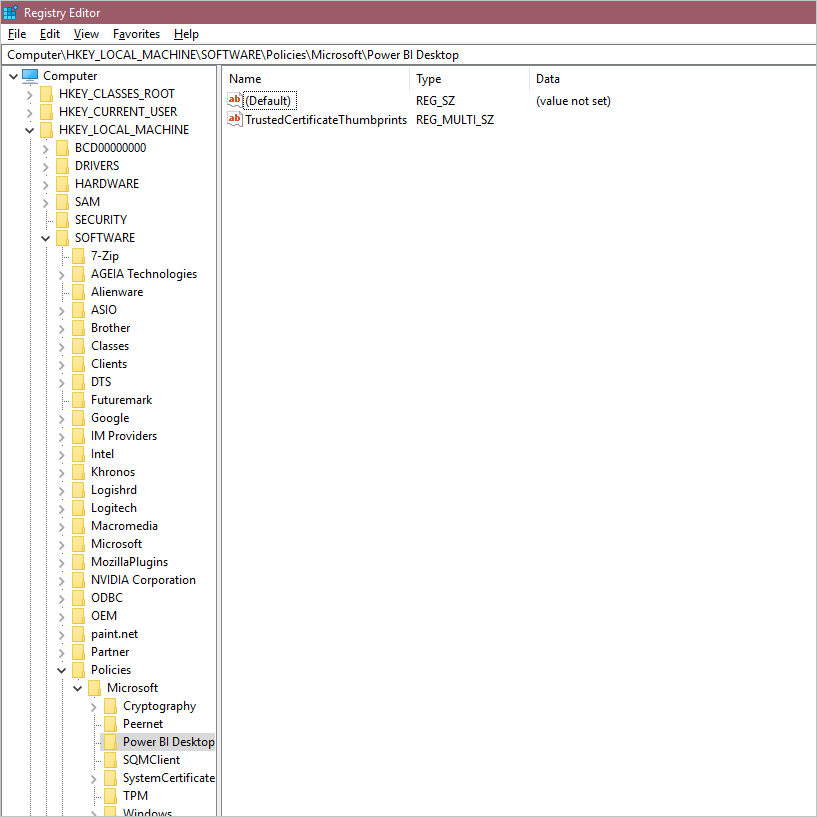 Registry Editor
File Edit View Favorites Help
Computer\HKEY_LOCAL_MACHINE\SOFTWARE\Policies\Microsoft\Power BI Desktop
Computer
HKEY_CLASSES_ROOT
HKEY_CURRENT_USER
HKEY_LOCAL_MACHINE
BCD00000000
DRIVERS
HARDWARE
SAM
SECURITY
SOFTWARE
7-Zip
AGEIA Technologies
Alienware
ASIO
Brother
Classes
Clients
DTS
Futuremark
Google
IM Providers
Intel
Khronos
Logishrd
Logitech
Macromedia
Microsoft
MozillaPlugins
NVIDIA Corporation
ODBC
OEM
paint.net
Partner
Policies
Microsoft
Cryptography
Peernet
Power BI Desktop
SQMClient
SystemCertificate
TPM
Windows
Name Type Data
ab (Default) REG_SZ (value not set)
ab TrustedCertificateThumbprints REG_MULTI_SZ